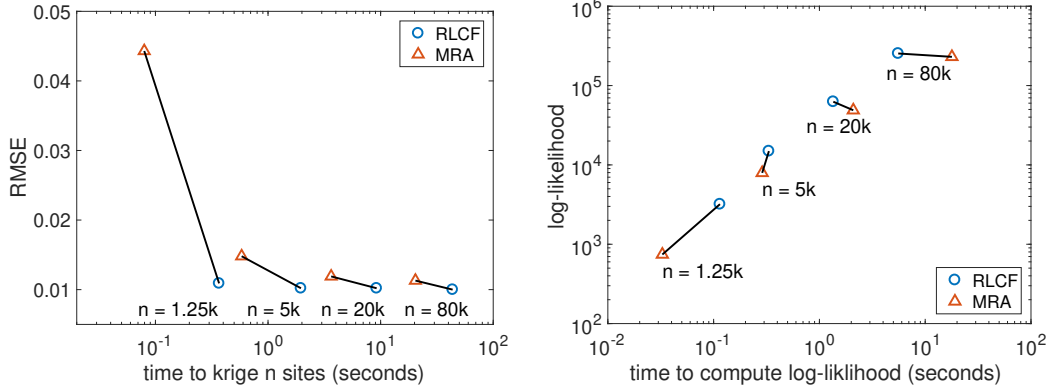 0.05
0.04
0.03
0.02
0.01
RMSE
RLCF
MRA
n = 1.25k
n = 5k
n = 20k
n = 80k
10^-1
10^0
10^1
10^2
time to krige n sites (seconds)
10^6
10^5
10^4
10^3
10^2
log-likelihood
n = 80k
n = 20k
n = 5k
n = 1.25k
RLCF
MRA
10^-2
10^-1
10^0
10^1
10^2
time to compute log-liklihood (seconds)